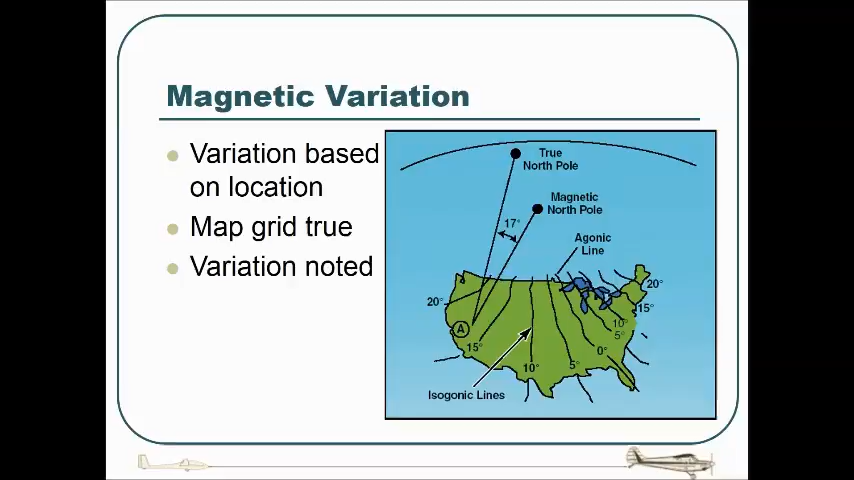 Magnetic Variation
Variation based
on location
Map grid true
Variation noted
True
North Pole
Magnetic
North Pole
17°
Agonic
Line
20°
20°
15°
A
10°
5°
15°
0°
10°
5°
Isogonic Lines